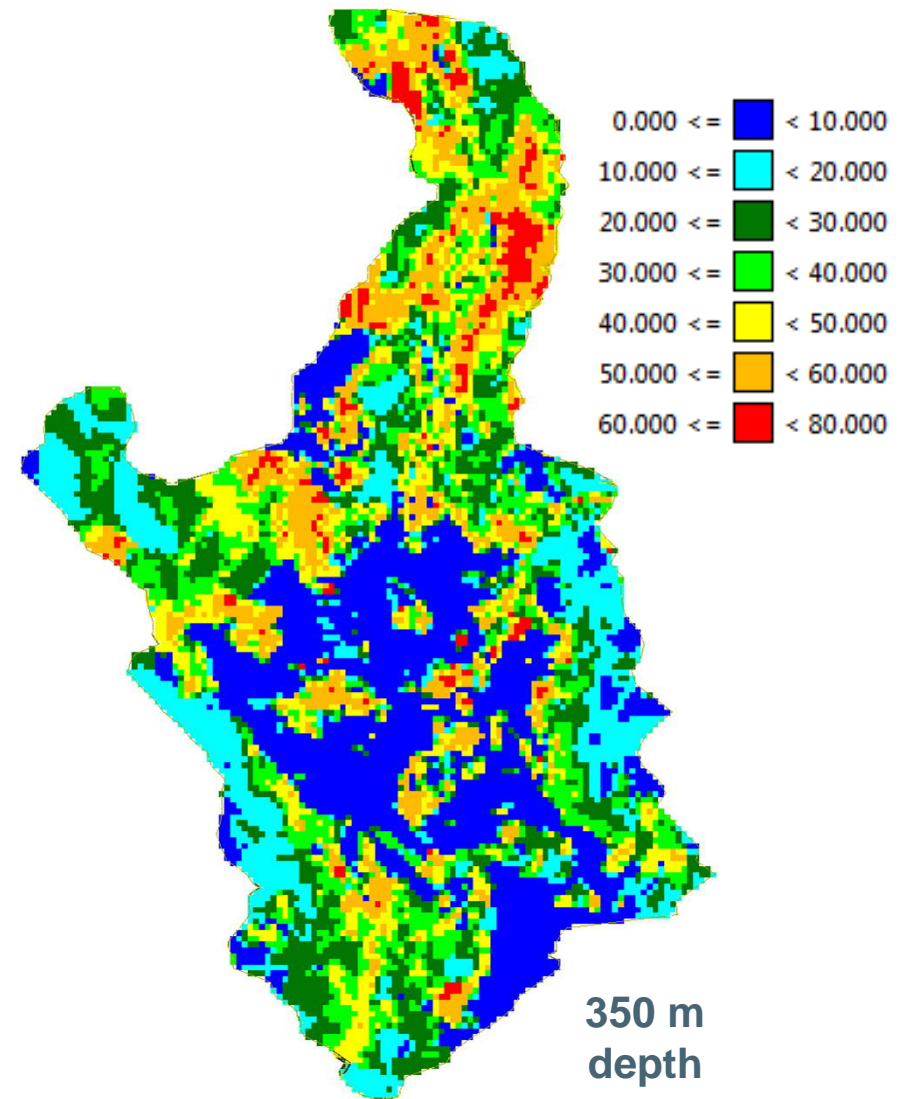 0.000 <= < 10.000
10.000 <= < 20.000
20.000 <= < 30.000
30.000 <= < 40.000
40.000 <= < 50.000
50.000 <= < 60.000
60.000 <= < 80.000
350 m
depth